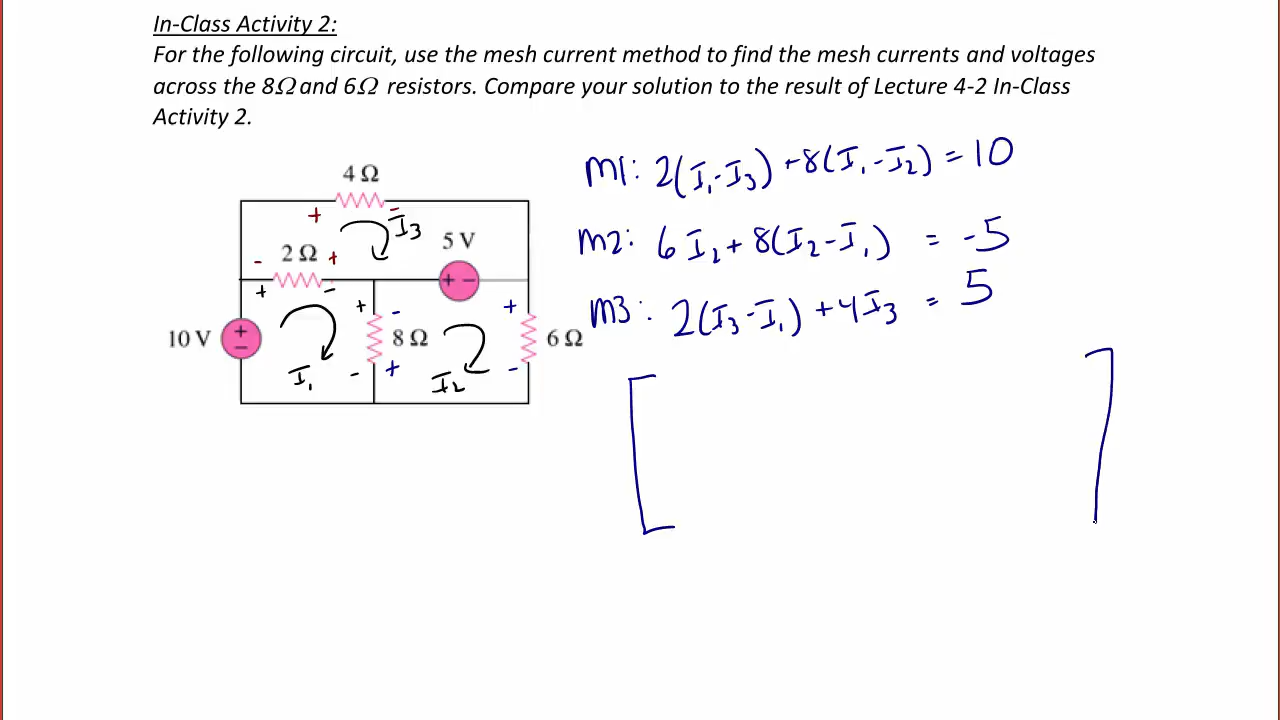 In-Class Activity 2:
For the following circuit, use the mesh current method to find the mesh currents and voltages
across the 8Ω and 6Ω resistors. Compare your solution to the result of Lecture 4-2 In-Class
Activity 2.
m1: 2(I₁-I₃) +8(I₁-I₂) = 10
m2: 6I₂ + 8(I₂-I₁) = -5
m3: 2(I₃-I₁) +4I₃ = 5
4 Ω
+ -
I₃
5 V
2 Ω
- +
+ -
+ -
+ - +
10 V
+
-
8 Ω
6 Ω
I₁
I₂
- + -